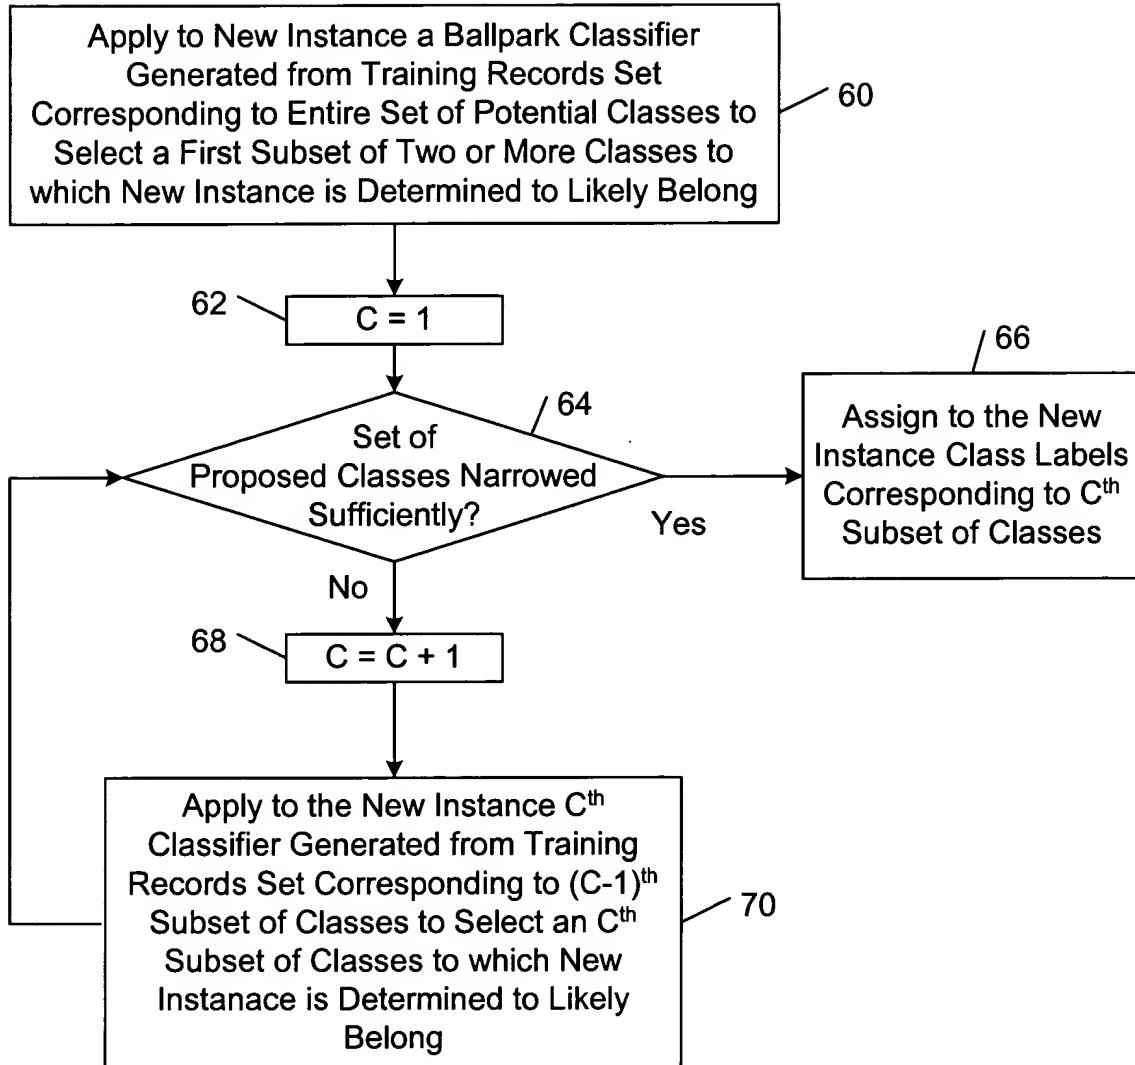 Apply to New Instance a Ballpark Classifier
Generated from Training Records Set
Corresponding to Entire Set of Potential Classes to
Select a First Subset of Two or More Classes to
which New Instance is Determined to Likely Belong
60
62
C = 1
66
64
Set of
Proposed Classes Narrowed
Sufficiently?
Yes
Assign to the New
Instance Class Labels
Corresponding to Cth
Subset of Classes
No
68
C = C + 1
Apply to the New Instance Cth
Classifier Generated from Training
Records Set Corresponding to (C-1)th
Subset of Classes to Select an Cth
Subset of Classes to which New
Instanace is Determined to Likely
Belong
70